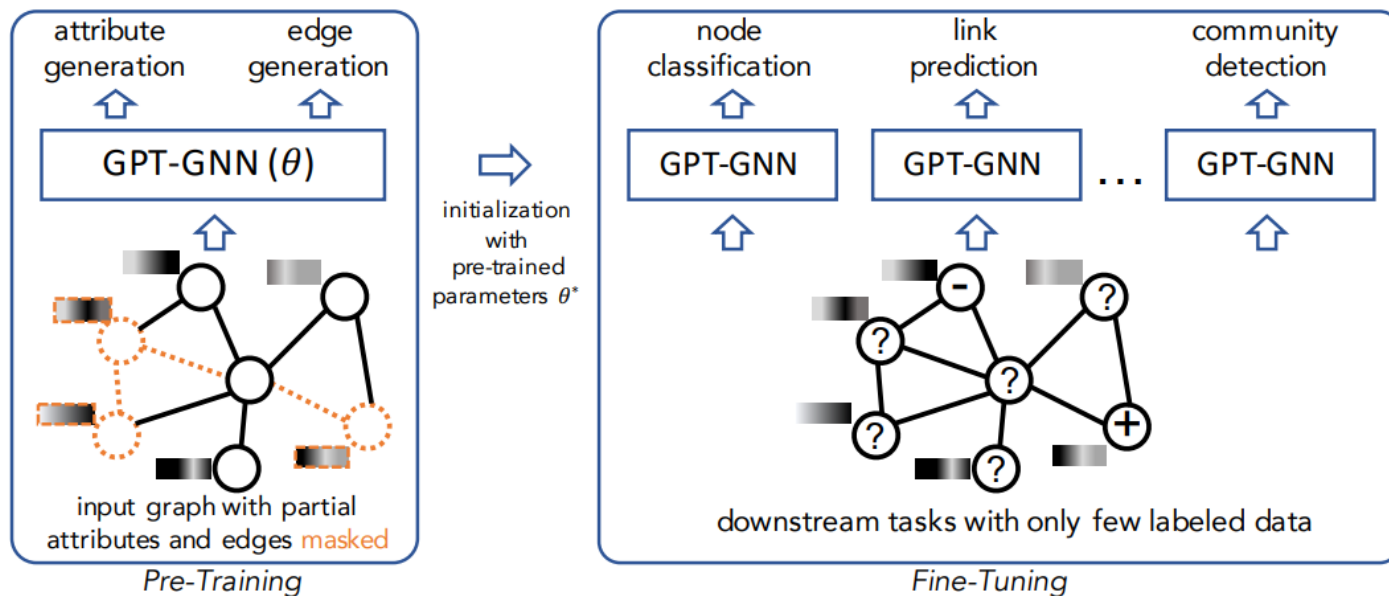 attribute
generation
edge
generation
GPT-GNN (θ)
input graph with partial
attributes and edges masked
Pre-Training
initialization
with
pre-trained
parameters θ*
node
classification
link
prediction
community
detection
GPT-GNN
GPT-GNN
...
GPT-GNN
-
?
?
?
?
+
?
downstream tasks with only few labeled data
Fine-Tuning